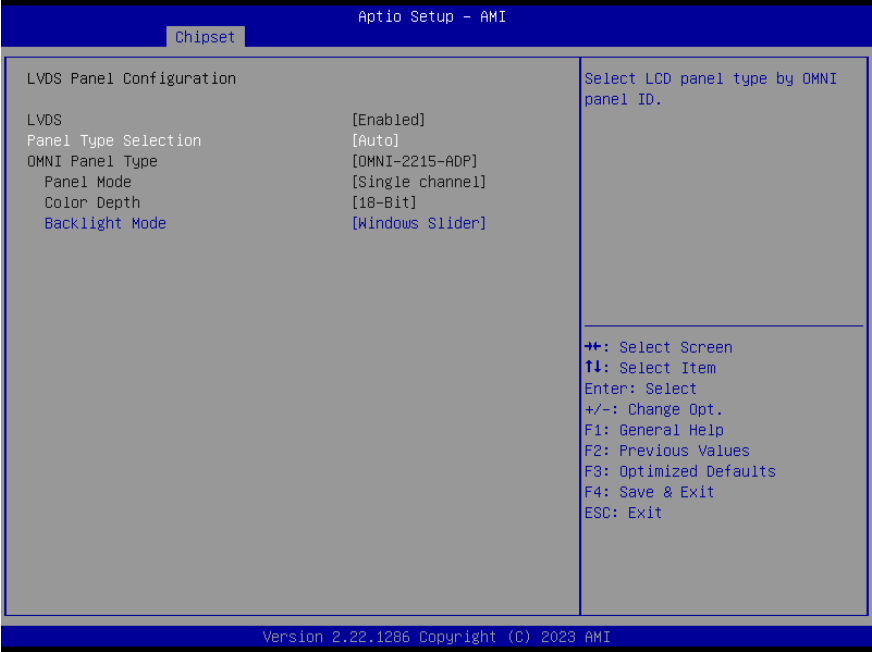 Aptio Setup – AMI
Chipset
LVDS Panel Configuration
LVDS [Enabled]
Panel Type Selection [Auto]
OMNI Panel Type [OMNI-2215-ADP]
Panel Mode [Single channel]
Color Depth [18-Bit]
Backlight Mode [Windows Slider]
Select LCD panel type by OMNI
panel ID.
→←: Select Screen
↑↓: Select Item
Enter: Select
+/-: Change Opt.
F1: General Help
F2: Previous Values
F3: Optimized Defaults
F4: Save & Exit
ESC: Exit
Version 2.22.1286 Copyright (C) 2023 AMI